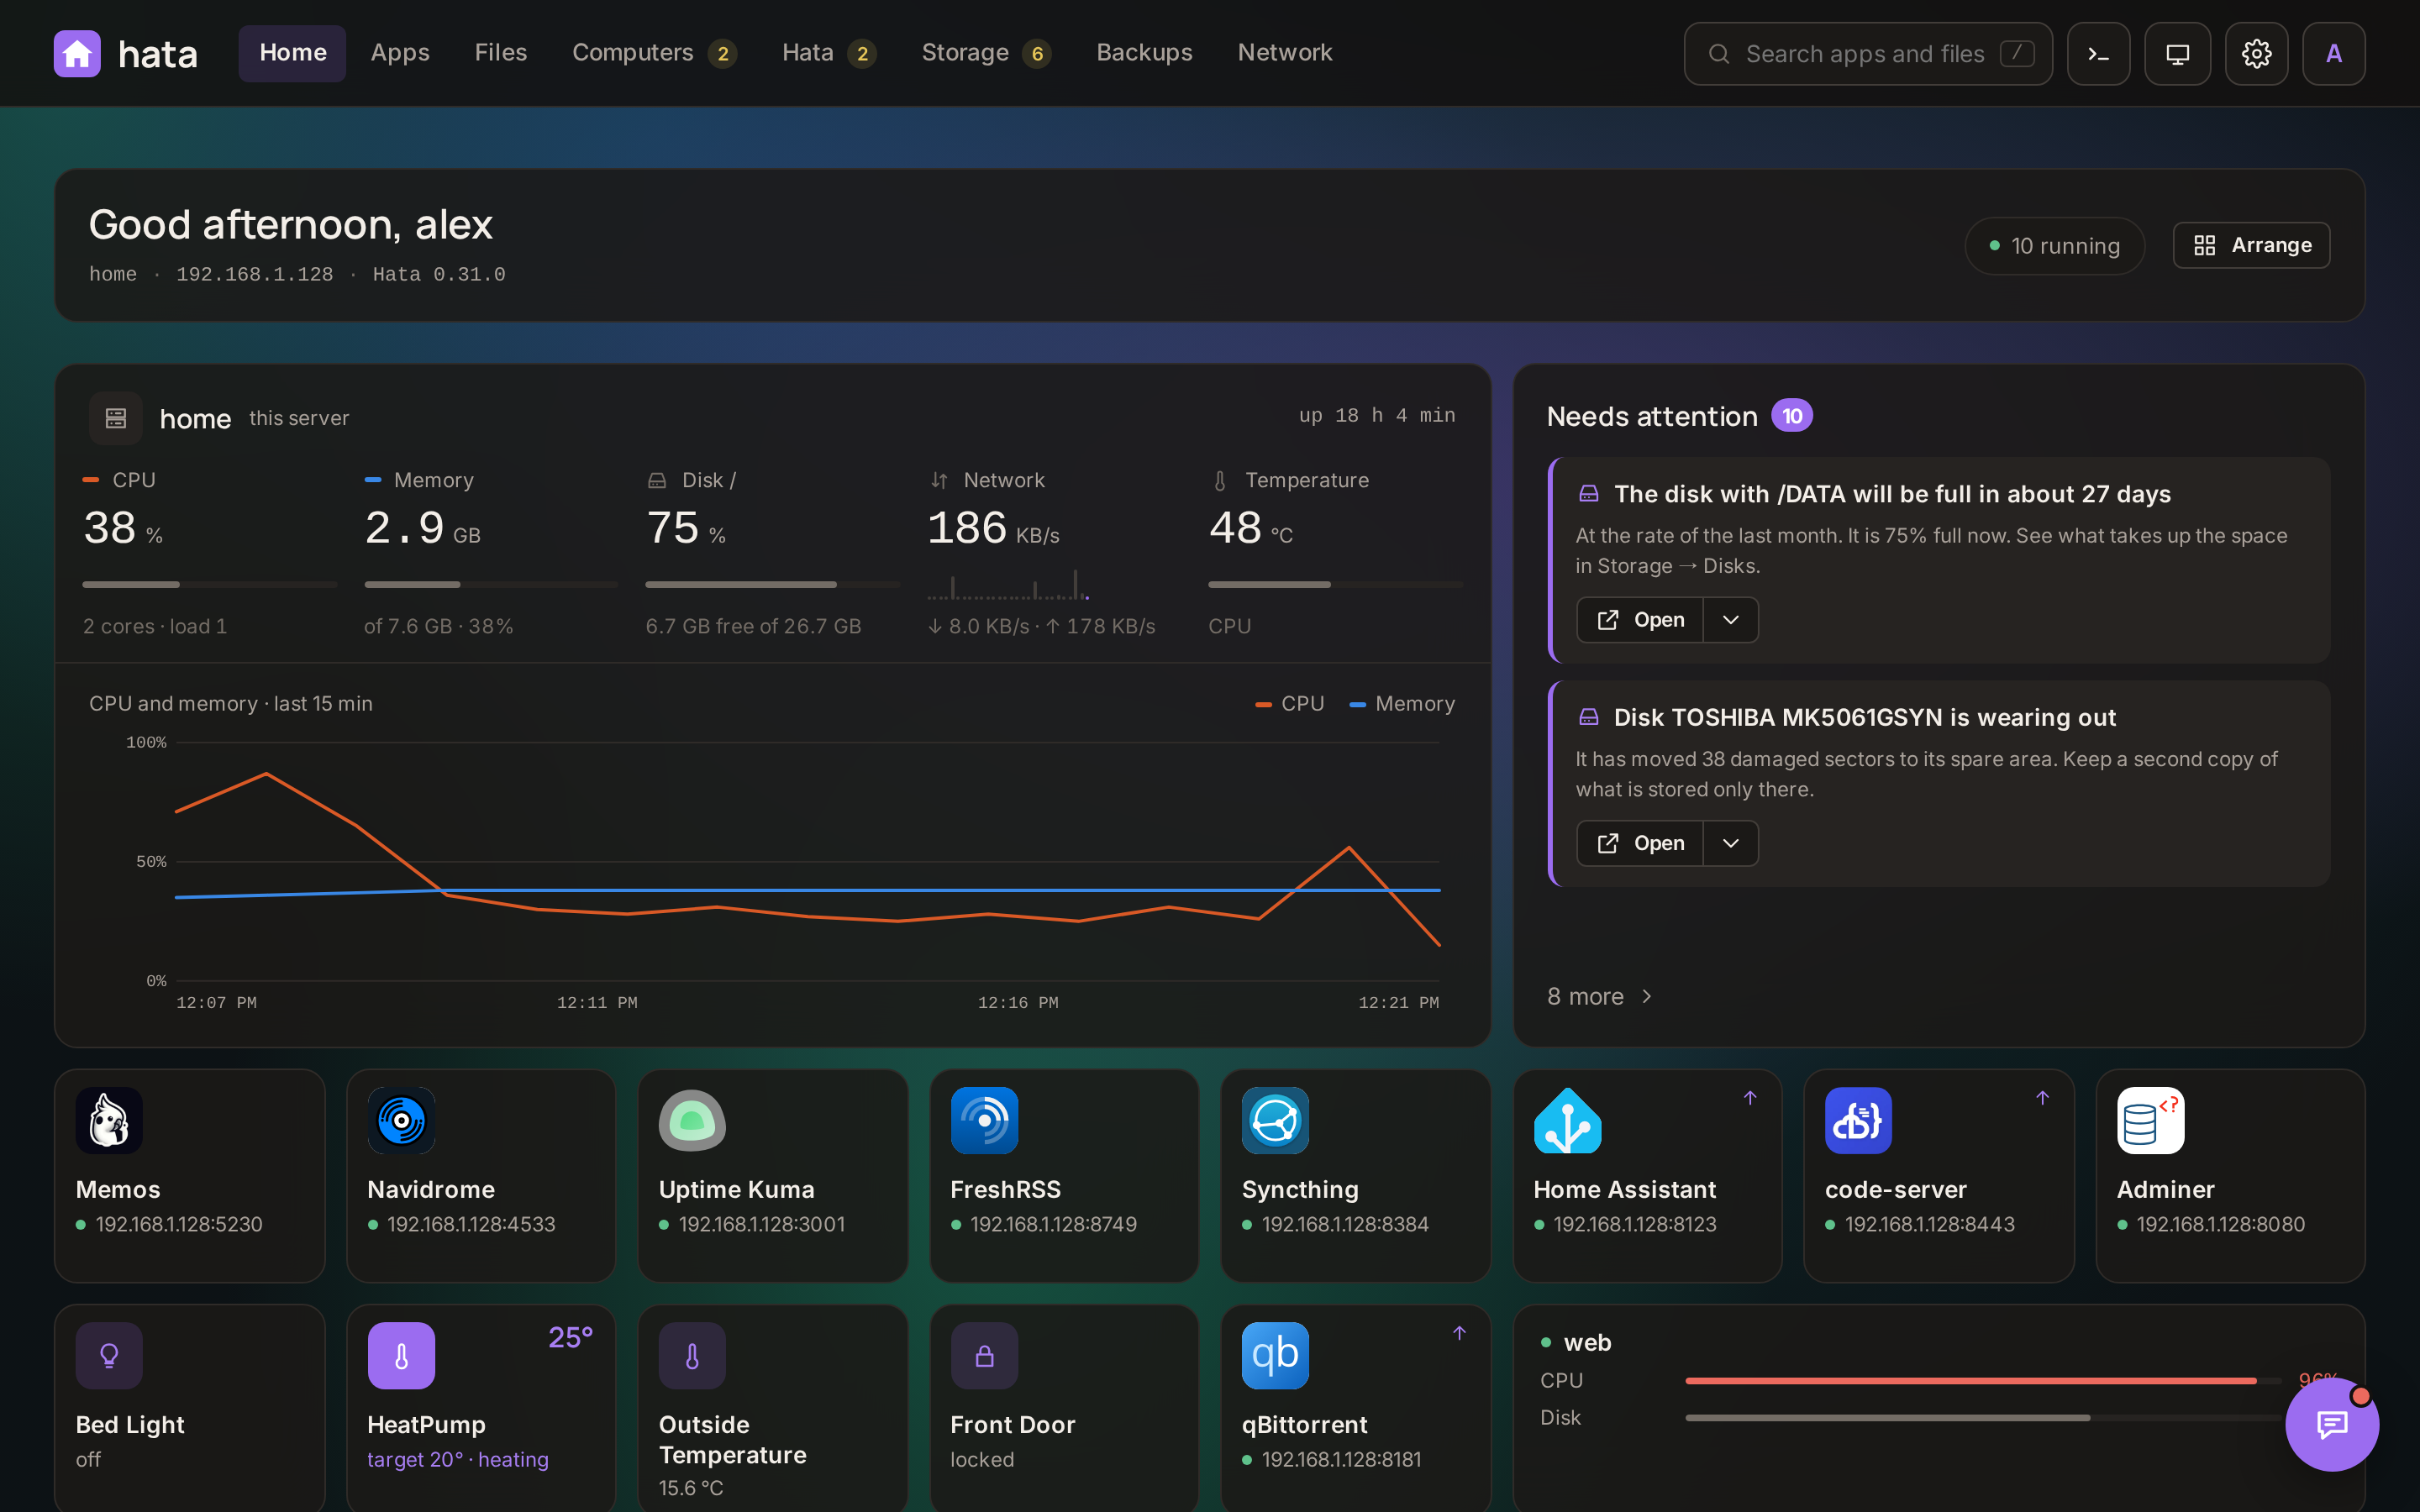 hata
Home
Apps
Files
Computers 2
Hata 2
Storage 6
Backups
Network
Search apps and files /
A
Good afternoon, alex
home · 192.168.1.128 · Hata 0.31.0
10 running
Arrange
home this server
up 18 h 4 min
CPU
38 %
2 cores · load 1
Memory
2.9 GB
of 7.6 GB · 38%
Disk /
75 %
6.7 GB free of 26.7 GB
Network
186 KB/s
↓ 8.0 KB/s · ↑ 178 KB/s
Temperature
48 °C
CPU
CPU and memory · last 15 min
CPU
Memory
100%
50%
0%
12:07 PM
12:11 PM
12:16 PM
12:21 PM
Needs attention 10
The disk with /DATA will be full in about 27 days
At the rate of the last month. It is 75% full now. See what takes up the space
in Storage → Disks.
Open
Disk TOSHIBA MK5061GSYN is wearing out
It has moved 38 damaged sectors to its spare area. Keep a second copy of
what is stored only there.
Open
8 more
Memos
192.168.1.128:5230
Navidrome
192.168.1.128:4533
Uptime Kuma
192.168.1.128:3001
FreshRSS
192.168.1.128:8749
Syncthing
192.168.1.128:8384
Home Assistant
192.168.1.128:8123
code-server
192.168.1.128:8443
<?
Adminer
192.168.1.128:8080
Bed Light
off
25°
HeatPump
target 20° · heating
Outside
Temperature
15.6 °C
Front Door
locked
qb
qBittorrent
192.168.1.128:8181
web
CPU
96%
Disk